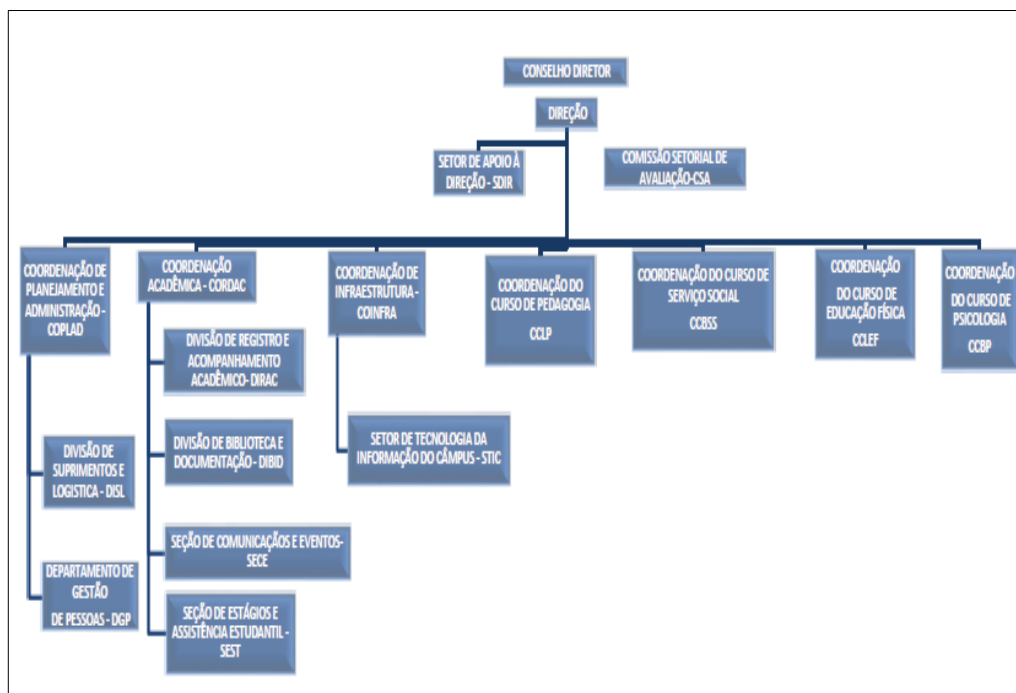 CONSELHO DIRETOR
DIREÇÃO
SETOR DE APOIO À
DIREÇÃO - SDIR
COMISSÃO SETORIAL DE
AVALIAÇÃO-CSA
COORDENAÇÃO DE
PLANEJAMENTO E
ADMINISTRAÇÃO -
COPLAD
COORDENAÇÃO
ACADÊMICA - CORDAC
COORDENAÇÃO DE
INFRAESTRUTURA -
COINFRA
COORDENAÇÃO DO
CURSO DE PEDAGOGIA
CCLP
COORDENAÇÃO DO CURSO DE
SERVIÇO SOCIAL
CCBSS
COORDENAÇÃO
DO CURSO DE
EDUCAÇÃO FÍSICA
CCLEF
COORDENAÇÃO
DO CURSO DE
PSICOLOGIA
CCBP
DIVISÃO DE REGISTRO E
ACOMPANHAMENTO
ACADÊMICO- DIRAC
DIVISÃO DE BIBLIOTECA E
DOCUMENTAÇÃO - DIBID
SETOR DE TECNOLOGIA DA
INFORMAÇÃO DO CÂMPUS - STIC
DIVISÃO DE
SUPRIMENTOS E
LOGISTICA - DISL
SEÇÃO DE COMUNICAÇÃOS E EVENTOS-
SECE
DEPARTAMENTO DE
GESTÃO
DE PESSOAS - DGP
SEÇÃO DE ESTÁGIOS E
ASSISTÊNCIA ESTUDANTIL -
SEST